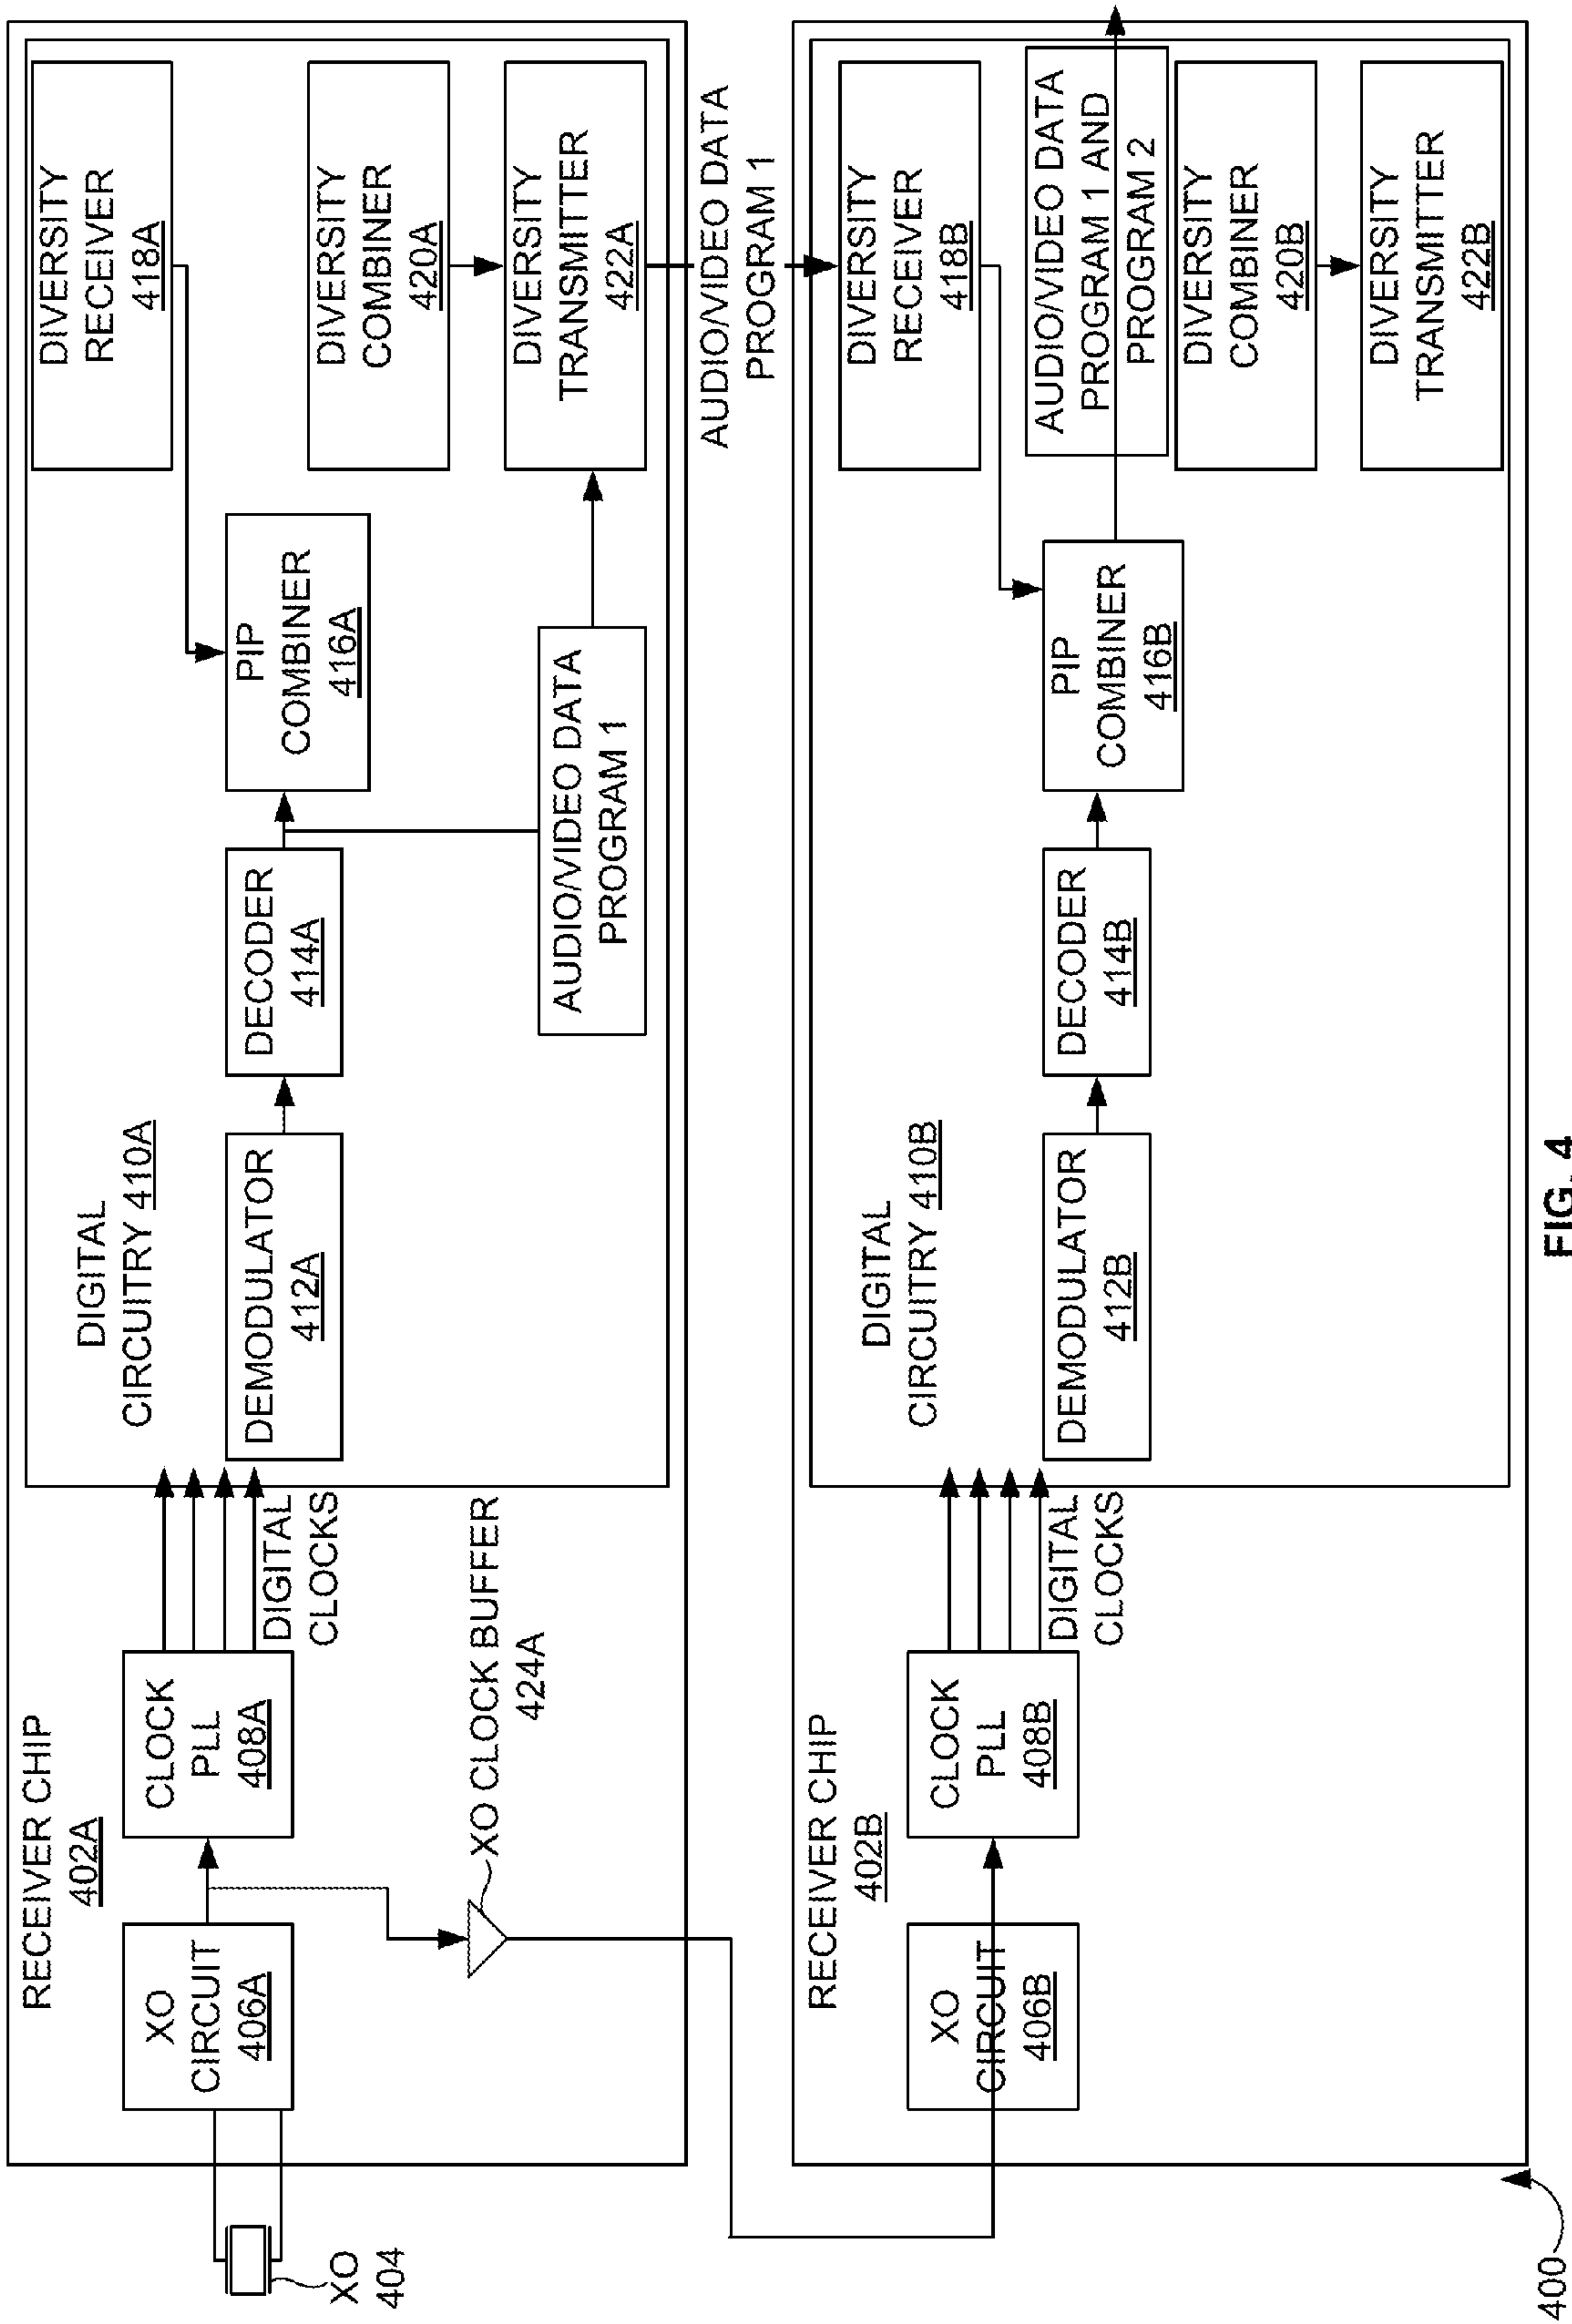 RECEIVER CHIP
402A
XO
404
XO
CIRCUIT
406A
CLOCK
PLL
408A
DIGITAL
CLOCKS
XO CLOCK BUFFER
424A
DIGITAL
CIRCUITRY 410A
DEMODULATOR
412A
DECODER
414A
PIP
COMBINER
416A
AUDIO/VIDEO DATA
PROGRAM 1
DIVERSITY
RECEIVER
418A
DIVERSITY
COMBINER
420A
DIVERSITY
TRANSMITTER
422A
AUDIO/VIDEO DATA
PROGRAM 1
RECEIVER CHIP
402B
XO
CIRCUIT
406B
CLOCK
PLL
408B
DIGITAL
CLOCKS
DIGITAL
CIRCUITRY 410B
DEMODULATOR
412B
DECODER
414B
PIP
COMBINER
416B
DIVERSITY
RECEIVER
418B
AUDIO/VIDEO DATA
PROGRAM 1 AND
PROGRAM 2
DIVERSITY
COMBINER
420B
DIVERSITY
TRANSMITTER
422B
400
FIG. 4